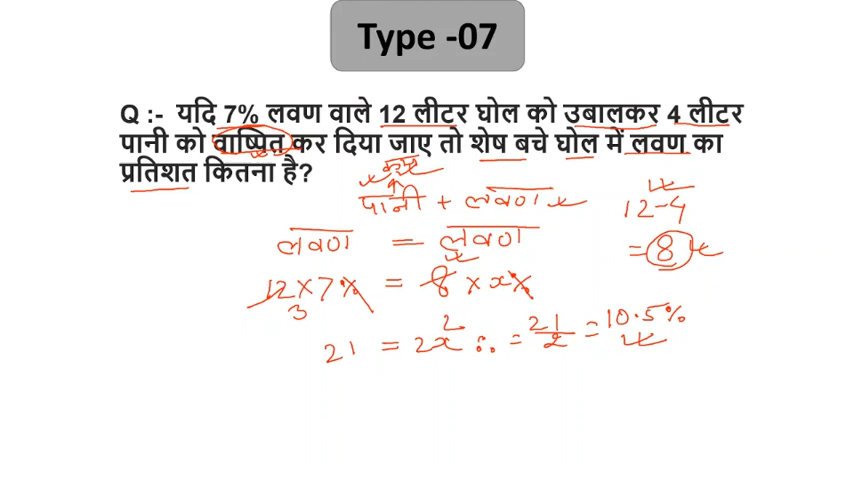 Type -07
Q :- यदि 7% लवण वाले 12 लीटर घोल को उबालकर 4 लीटर
पानी को वाष्पित कर दिया जाए तो शेष बचे घोल में लवण का
प्रतिशत कितना है?
पानी + लवण
12-4
लवण = लवण
= 8
12×7% = 8×x%
3 2
21 = 2x ∴ = 21/2 = 10.5%